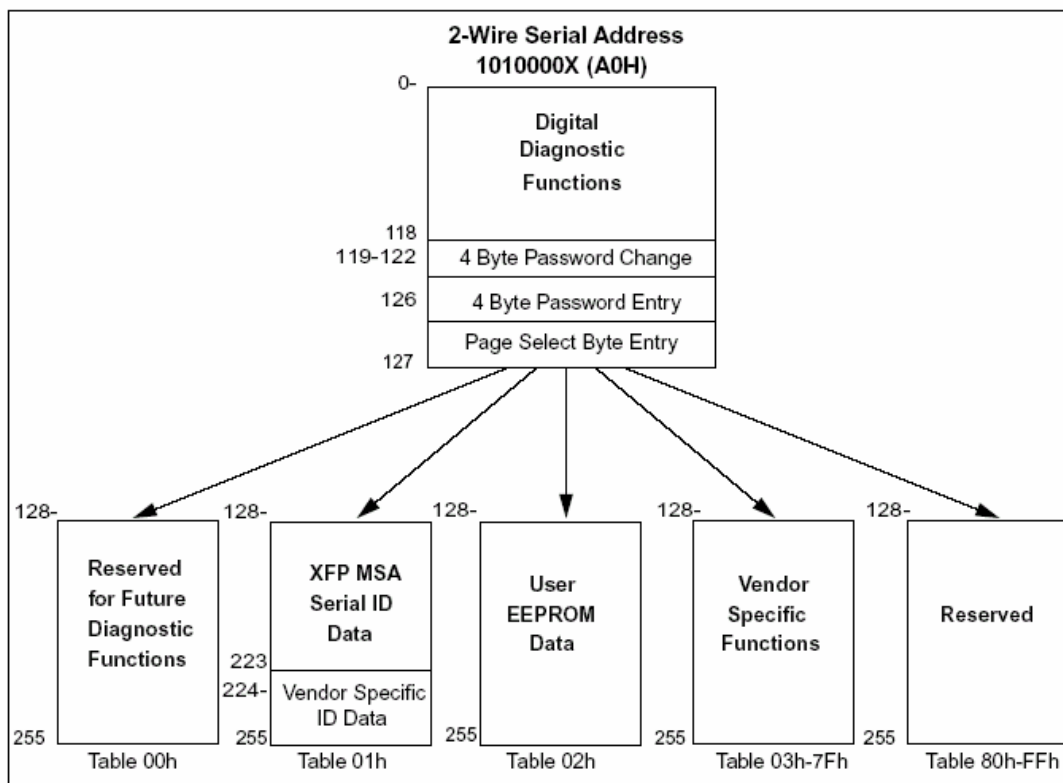 2-Wire Serial Address
1010000X (A0H)
0-
Digital
Diagnostic
Functions
118
119-122
4 Byte Password Change
126
4 Byte Password Entry
Page Select Byte Entry
127
128-
Reserved
for Future
Diagnostic
Functions
255
Table 00h
128-
XFP MSA
Serial ID
Data
223
224-
Vendor Specific
ID Data
255
Table 01h
128-
User
EEPROM
Data
255
Table 02h
128-
Vendor
Specific
Functions
255
Table 03h-7Fh
128-
Reserved
255
Table 80h-FFh